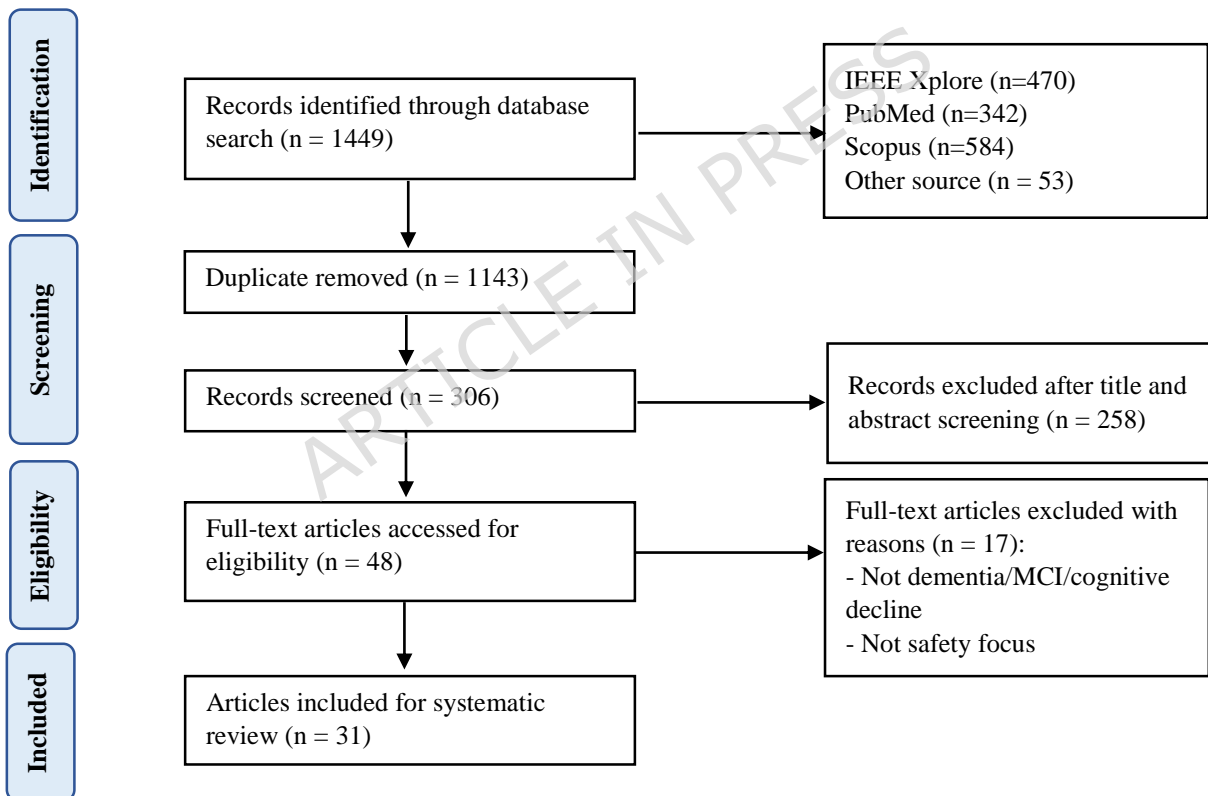 Identification
Records identified through database
search (n = 1449)
IEEE Xplore (n=470)
PubMed (n=342)
Scopus (n=584)
Other source (n = 53)
Screening
Duplicate removed (n = 1143)
Records screened (n = 306)
Records excluded after title and
abstract screening (n = 258)
Eligibility
Full-text articles accessed for
eligibility (n = 48)
Full-text articles excluded with
reasons (n = 17):
- Not dementia/MCI/cognitive
decline
- Not safety focus
Included
Articles included for systematic
review (n = 31)
ARTICLE IN PRESS